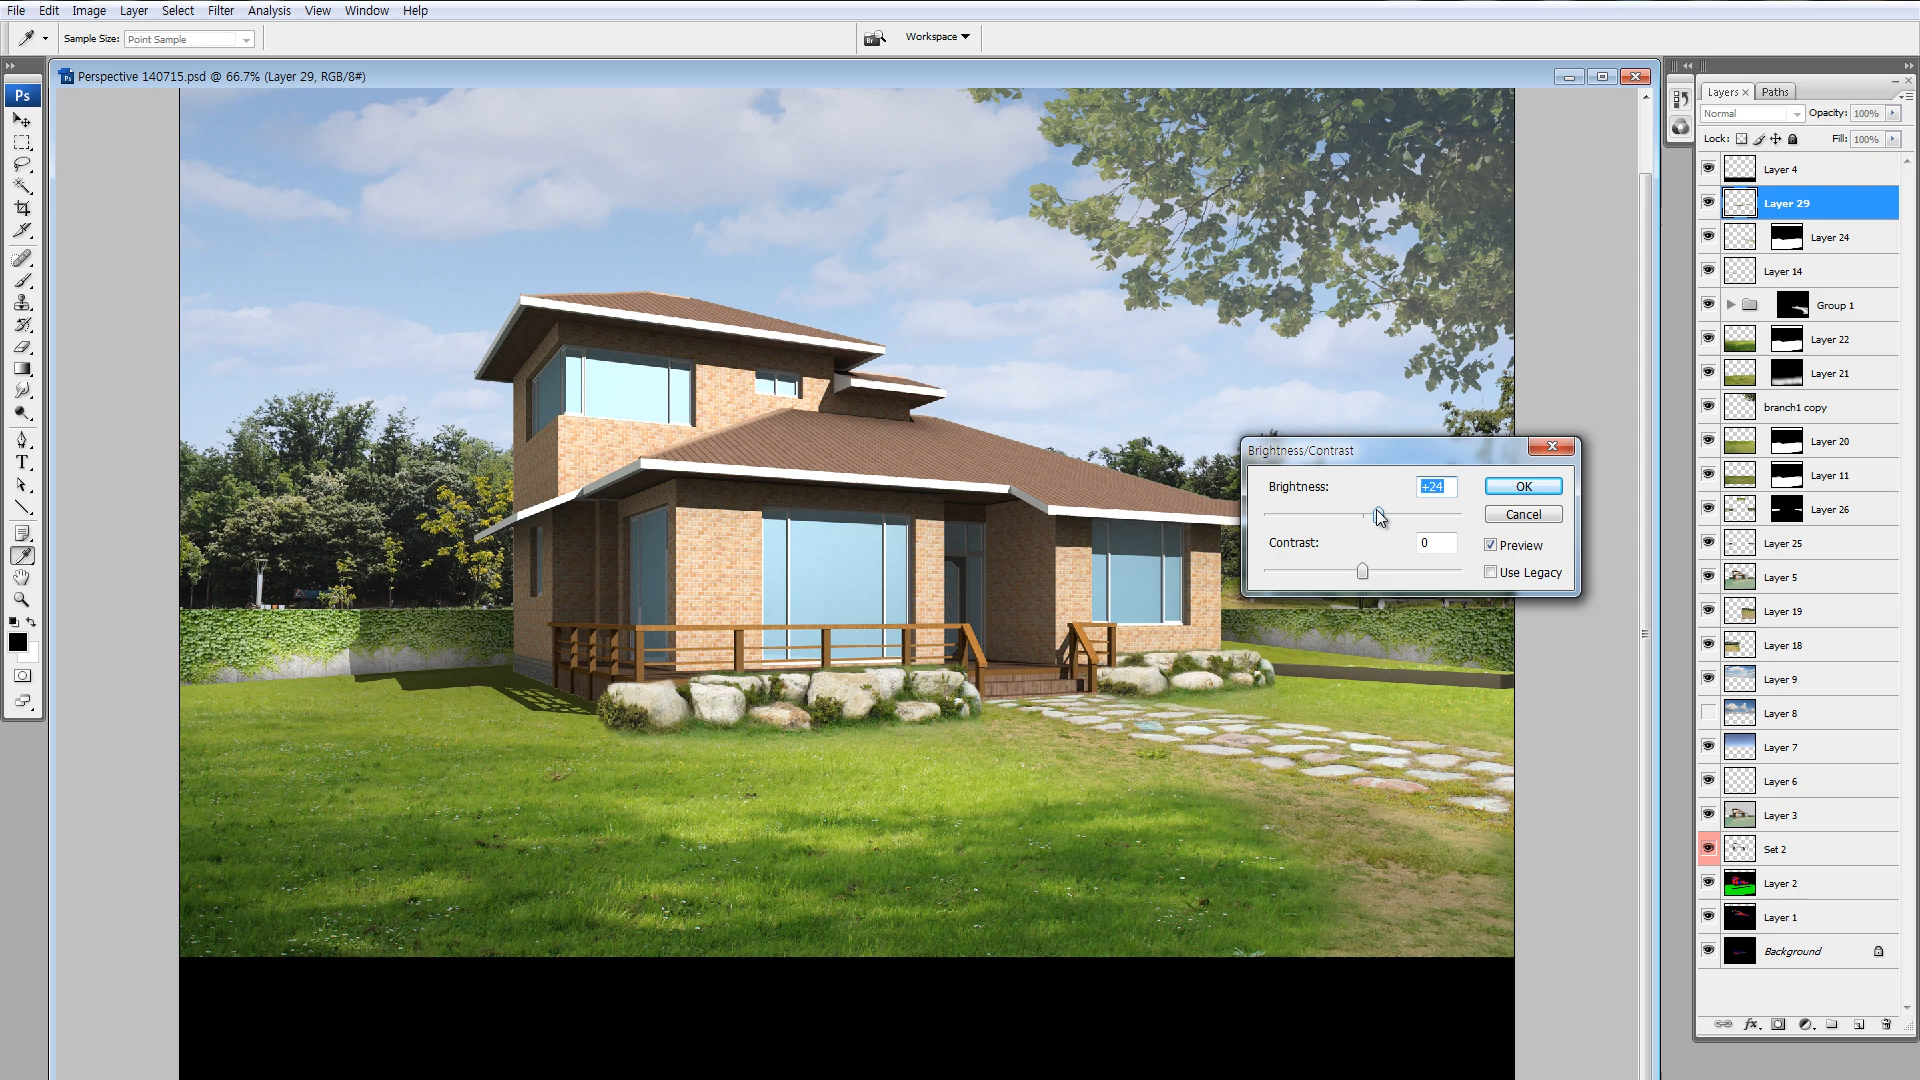 File Edit Image Layer Select Filter Analysis View Window Help
Sample Size: Point Sample
Br
Workspace
Ps Perspective 140715.psd @ 66.7% (Layer 29, RGB/8#)
Ps
T
Layers Paths
Normal Opacity: 100%
Lock: Fill: 100%
Layer 4
Layer 29
Layer 24
Layer 14
Group 1
Layer 22
Layer 21
branch1 copy
Layer 20
Layer 11
Layer 26
Layer 25
Layer 5
Layer 19
Layer 18
Layer 9
Layer 8
Layer 7
Layer 6
Layer 3
Set 2
Layer 2
Layer 1
Background
fx
Brightness/Contrast
Brightness: +24 OK
Cancel
Contrast: 0 Preview
Use Legacy